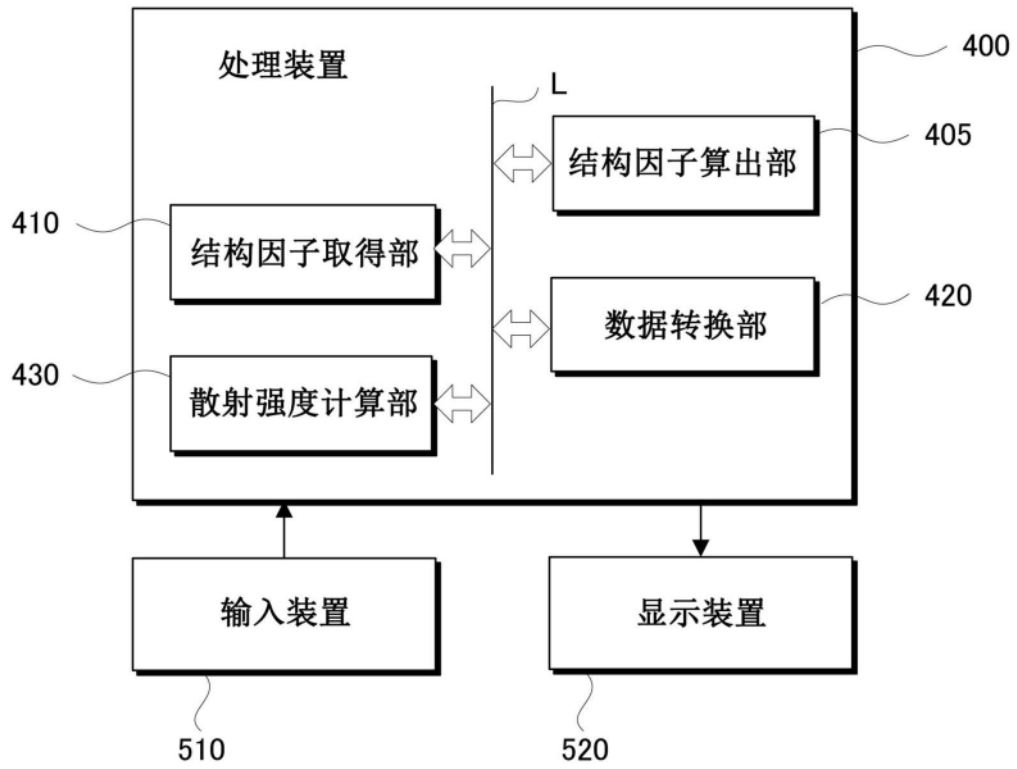 处理装置
400
L
结构因子算出部
405
410
结构因子取得部
数据转换部
420
430
散射强度计算部
输入装置
显示装置
510
520